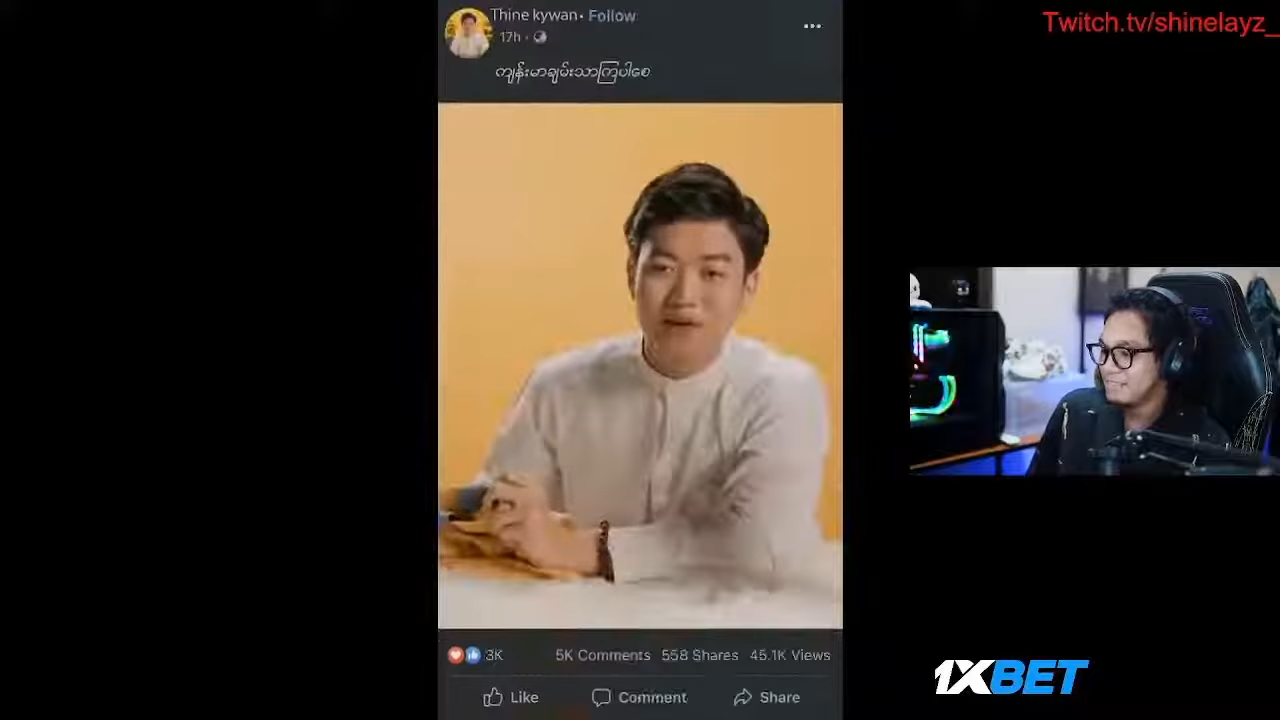 Thine kywan · Follow
17h ·
ကျန်းမာချမ်းသာကြပါစေ
3K
5K Comments 558 Shares 45.1K Views
Like Comment Share
Twitch.tv/shinelayz_
1XBET